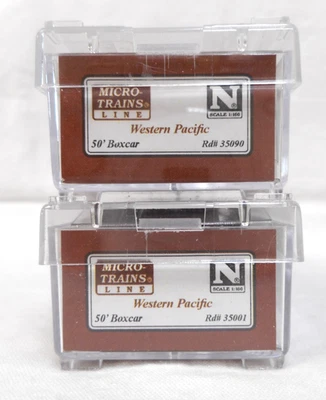 MICRO-
TRAINS®
LINE
N
SCALE 1:160
Western Pacific
50' Boxcar Rd# 35090
MICRO-
TRAINS®
LINE
N
SCALE 1:160
Western Pacific
50' Boxcar Rd# 35001